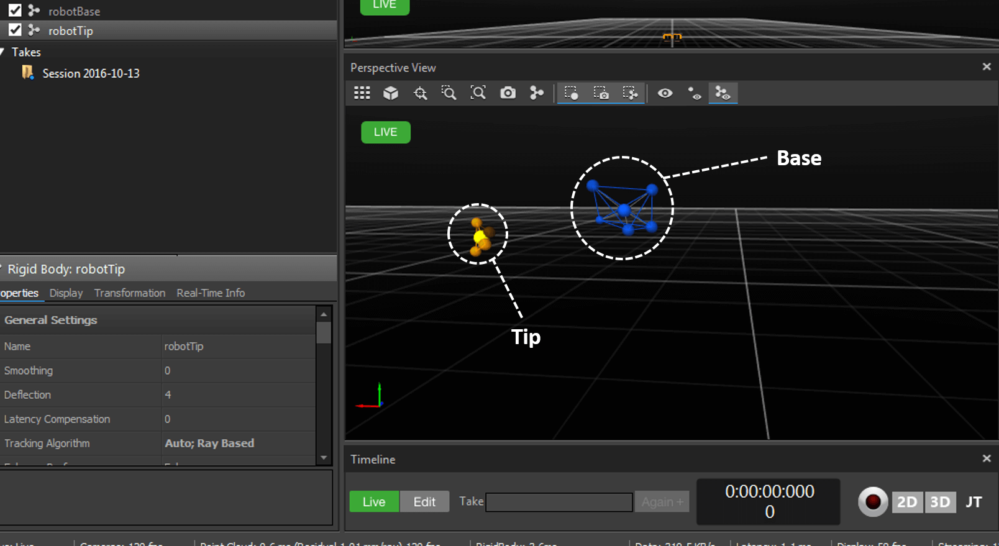 robotBase
robotTip
Takes
Session 2016-10-13
Rigid Body: robotTip
operties Display Transformation Real-Time Info
General Settings
Name robotTip
Smoothing 0
Deflection 4
Latency Compensation 0
Tracking Algorithm Auto; Ray Based
LIVE
Perspective View
LIVE
Base
Tip
Timeline
Live Edit Take Again + 0:00:00:000 2D 3D JT
0